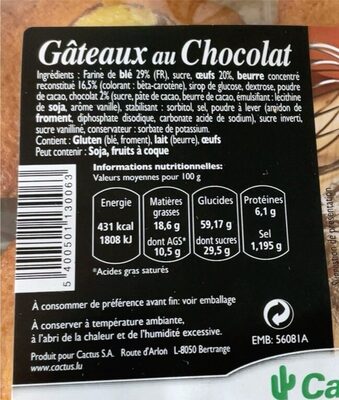 Gâteaux au Chocolat
Ingrédients : Farine de blé 29% (FR), sucre, œufs 20%, beurre concentré
reconstitué 16,5% (colorant : bèta-carotène), sirop de glucose, dextrose, poudre
de cacao, chocolat 2% (sucre, pâte de cacao, beurre de cacao, émulsifiant : lécithine
de soja, arôme vanille), stabilisant : sorbitol, sel, poudre à lever (argidon de
froment, diphosphate disodique, carbonate acide de sodium), sucre inverti,
sucre vanilliné, conservateur : sorbate de potassium.
Contient : Gluten (blé, froment), lait (beurre), œufs
Peut contenir : Soja, fruits à coque
Informations nutritionnelles:
Valeurs moyennes pour 100 g
Energie
431 kcal
1808 kJ
Matières
grasses
18,6 g
dont AGS*
10,5 g
Glucides
59,17 g
dont sucres
29,5 g
Protéines
6,1 g
Sel
1,195 g
*Acides gras saturés
5 400501 130063
A consommer de préférence avant fin: voir emballage
A conserver à température ambiante,
à l'abri de la chaleur et de l'humidité excessive.
EMB: 56081A
Produit pour Cactus S.A. Route d'Arlon L-8050 Bertrange
www.cactus.lu
Suggestion de présentation
Ca